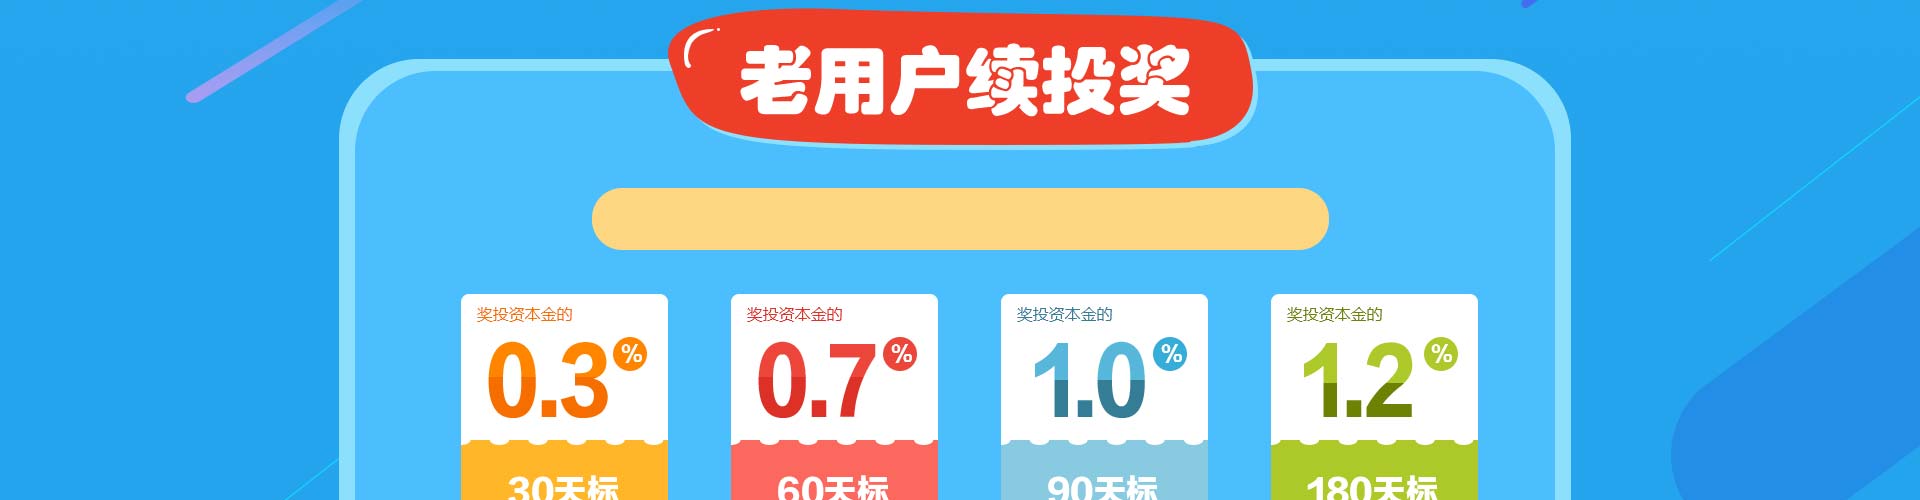 老用户续投奖
奖投资本金的
0.3%
30天标
奖投资本金的
0.7%
60天标
奖投资本金的
1.0%
90天标
奖投资本金的
1.2%
180天标